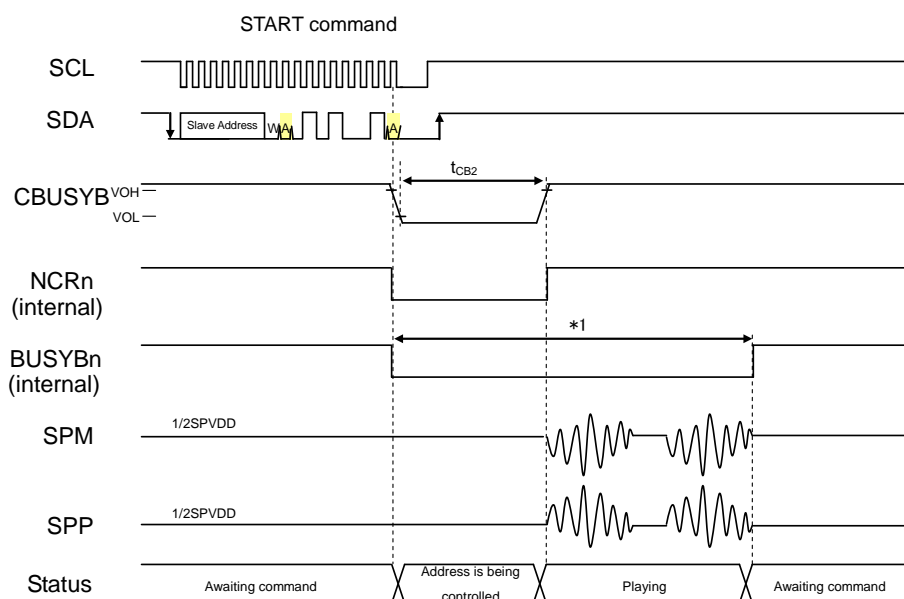 START command
SCL
SDA
Slave Address
W
A
A
tCB2
CBUSYB
VOH
VOL
NCRn
(internal)
*1
BUSYBn
(internal)
1/2SPVDD
SPM
1/2SPVDD
SPP
Status
Awaiting command
Address is being
controlled
Playing
Awaiting command